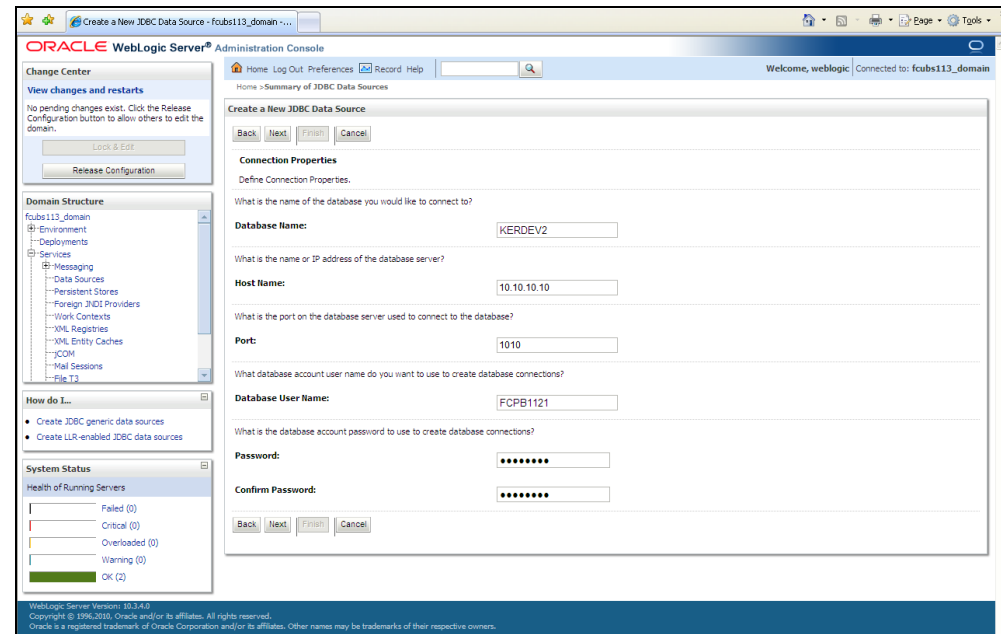 Create a New JDBC Data Source - fcubs113_domain -...
Page
Tools
ORACLE WebLogic Server® Administration Console
Change Center
View changes and restarts
No pending changes exist. Click the Release
Configuration button to allow others to edit the
domain.
Lock & Edit
Release Configuration
Domain Structure
fcubs113_domain
Environment
Deployments
Services
Messaging
Data Sources
Persistent Stores
Foreign JNDI Providers
Work Contexts
XML Registries
XML Entity Caches
jCOM
Mail Sessions
File T3
How do I...
Create JDBC generic data sources
Create LLR-enabled JDBC data sources
System Status
Health of Running Servers
Failed (0)
Critical (0)
Overloaded (0)
Warning (0)
OK (2)
Home Log Out Preferences Record Help
Welcome, weblogic Connected to: fcubs113_domain
Home >Summary of JDBC Data Sources
Create a New JDBC Data Source
Back Next Finish Cancel
Connection Properties
Define Connection Properties.
What is the name of the database you would like to connect to?
Database Name: KERDEV2
What is the name or IP address of the database server?
Host Name: 10.10.10.10
What is the port on the database server used to connect to the database?
Port: 1010
What database account user name do you want to use to create database connections?
Database User Name: FCPB1121
What is the database account password to use to create database connections?
Password: ••••••••
Confirm Password: ••••••••
Back Next Finish Cancel
WebLogic Server Version: 10.3.4.0
Copyright © 1996,2010, Oracle and/or its affiliates. All rights reserved.
Oracle is a registered trademark of Oracle Corporation and/or its affiliates. Other names may be trademarks of their respective owners.